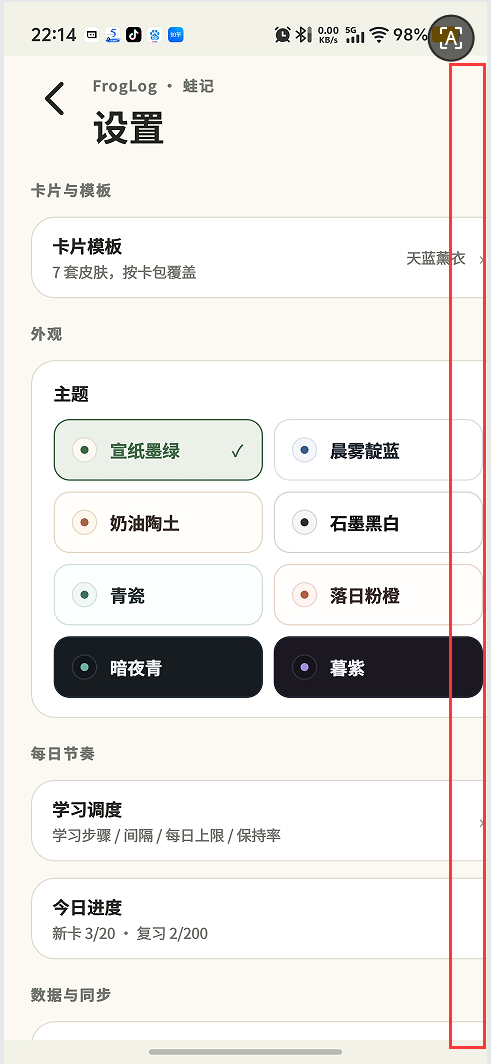 22:14
0.00
KB/s
5G
98%
A
FrogLog • 蛙记
设置
卡片与模板
卡片模板
7 套皮肤，按卡包覆盖
天蓝薰衣
外观
主题
宣纸墨绿
晨雾靛蓝
奶油陶土
石墨黑白
青瓷
落日粉橙
暗夜青
暮紫
每日节奏
学习调度
学习步骤 / 间隔 / 每日上限 / 保持率
今日进度
新卡 3/20 • 复习 2/200
数据与同步